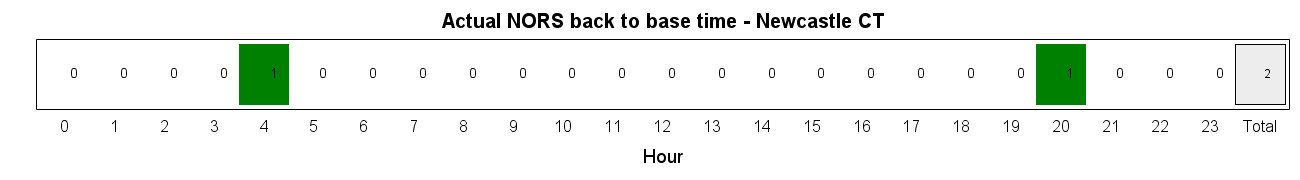 Actual NORS back to base time - Newcastle CT
0 0 0 0 1 0 0 0 0 0 0 0 0 0 0 0 0 0 0 0 1 0 0 0 2
0 1 2 3 4 5 6 7 8 9 10 11 12 13 14 15 16 17 18 19 20 21 22 23 Total
Hour